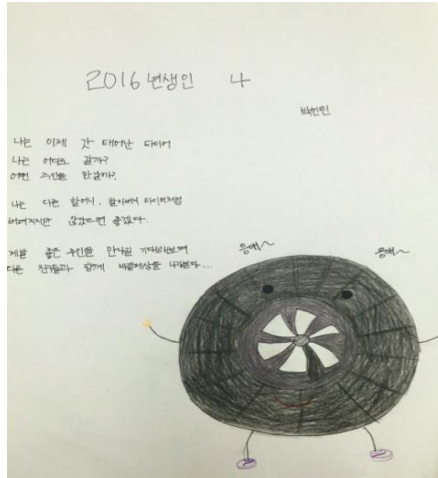 2016년생인 나
박현민
나는 이제 갓 태어난 타이어
나는 어디로 갈까?
어떤 주인을 만날까?
나는 다른 할머니, 할아버지 타이어처럼
버려지지만 않았으면 좋겠다.
제발 좋은 주인을 만나길 기대해보며
다른 친구들과 함께 바깥세상을 나가본다...
응애~
응애~